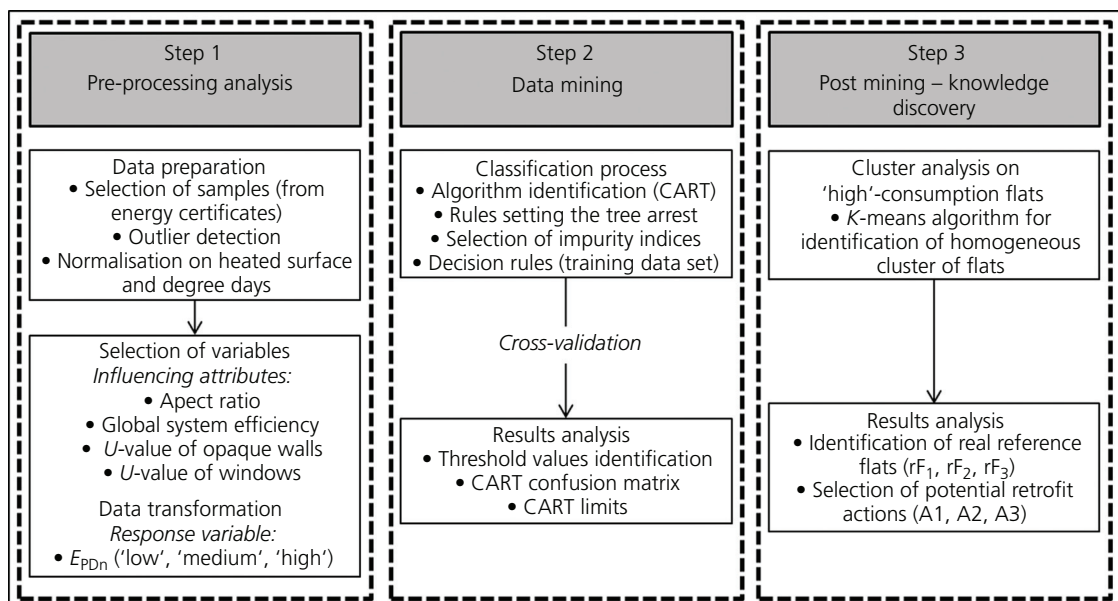 Step 1
Pre-processing analysis
Data preparation
• Selection of samples (from
energy certificates)
• Outlier detection
• Normalisation on heated surface
and degree days
Selection of variables
Influencing attributes:
• Apect ratio
• Global system efficiency
• U-value of opaque walls
• U-value of windows
Data transformation
Response variable:
• EPDn (‘low‘, ‘medium‘, ‘high‘)
Step 2
Data mining
Classification process
• Algorithm identification (CART)
• Rules setting the tree arrest
• Selection of impurity indices
• Decision rules (training data set)
Cross-validation
Results analysis
• Threshold values identification
• CART confusion matrix
• CART limits
Step 3
Post mining – knowledge
discovery
Cluster analysis on
‘high‘-consumption flats
• K-means algorithm for
identification of homogeneous
cluster of flats
Results analysis
• Identification of real reference
flats (rF1, rF2, rF3)
• Selection of potential retrofit
actions (A1, A2, A3)